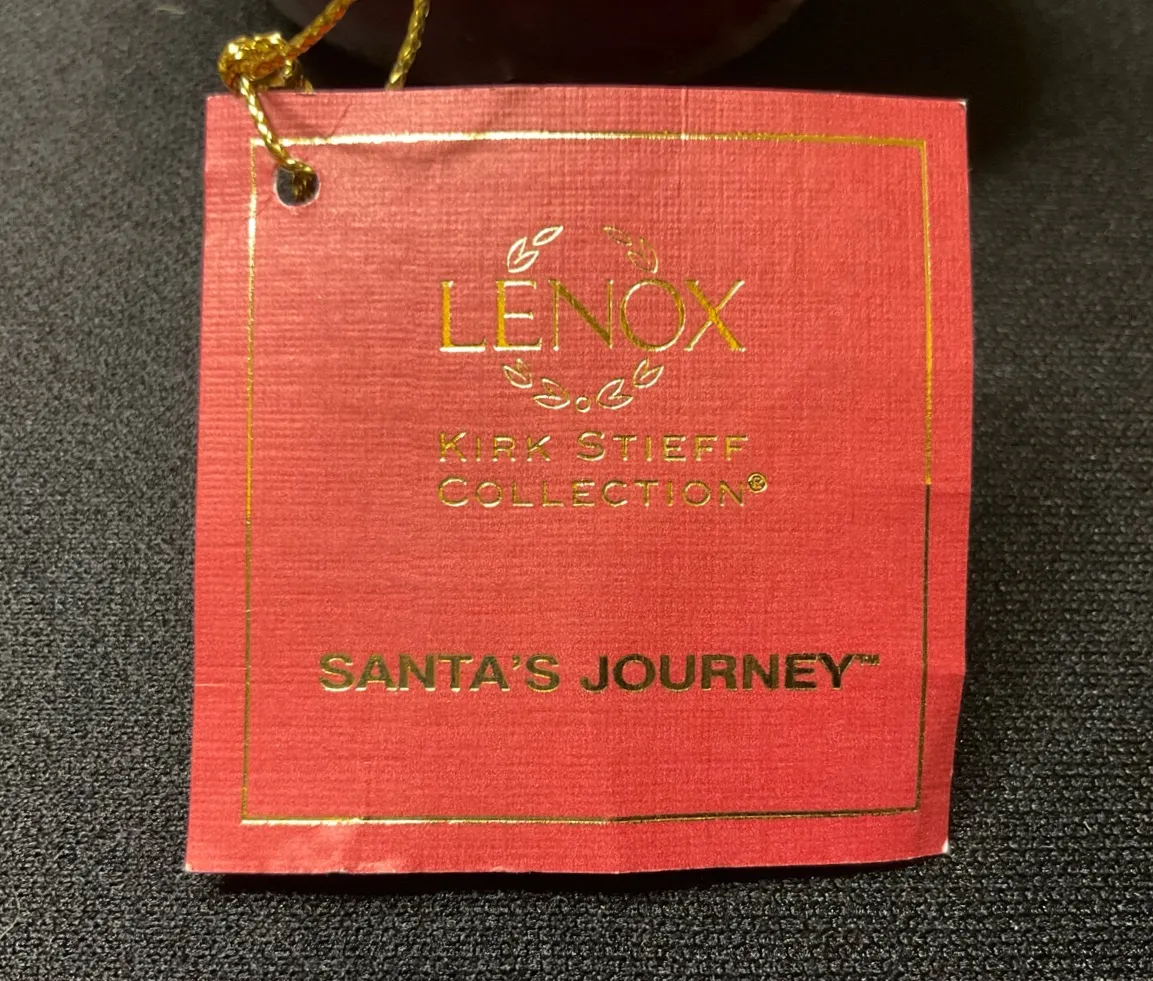 LENOX
KIRK STIEFF
COLLECTION®
SANTA'S JOURNEY™